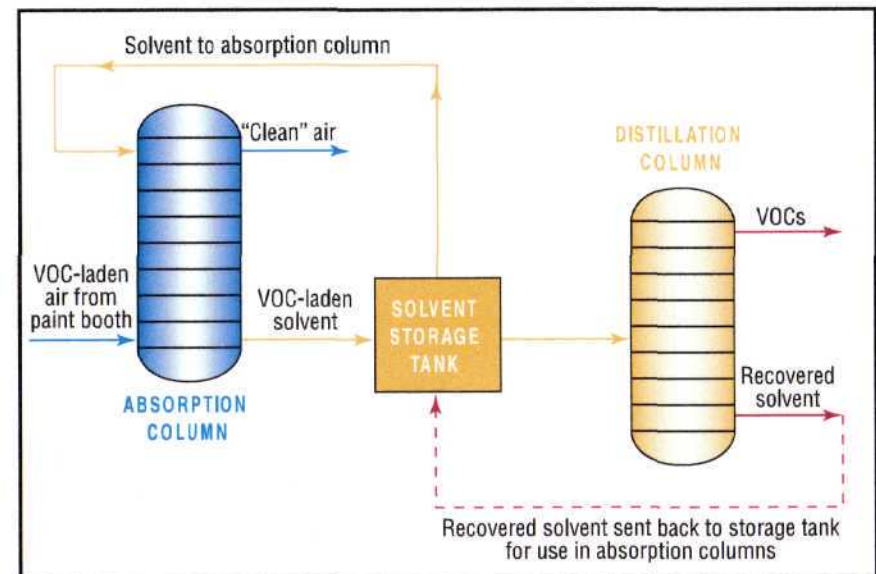 Solvent to absorption column
"Clean" air
DISTILLATION
COLUMN
VOCs
VOC-laden
air from
paint booth
VOC-laden
solvent
SOLVENT
STORAGE
TANK
Recovered
solvent
ABSORPTION
COLUMN
Recovered solvent sent back to storage tank
for use in absorption columns